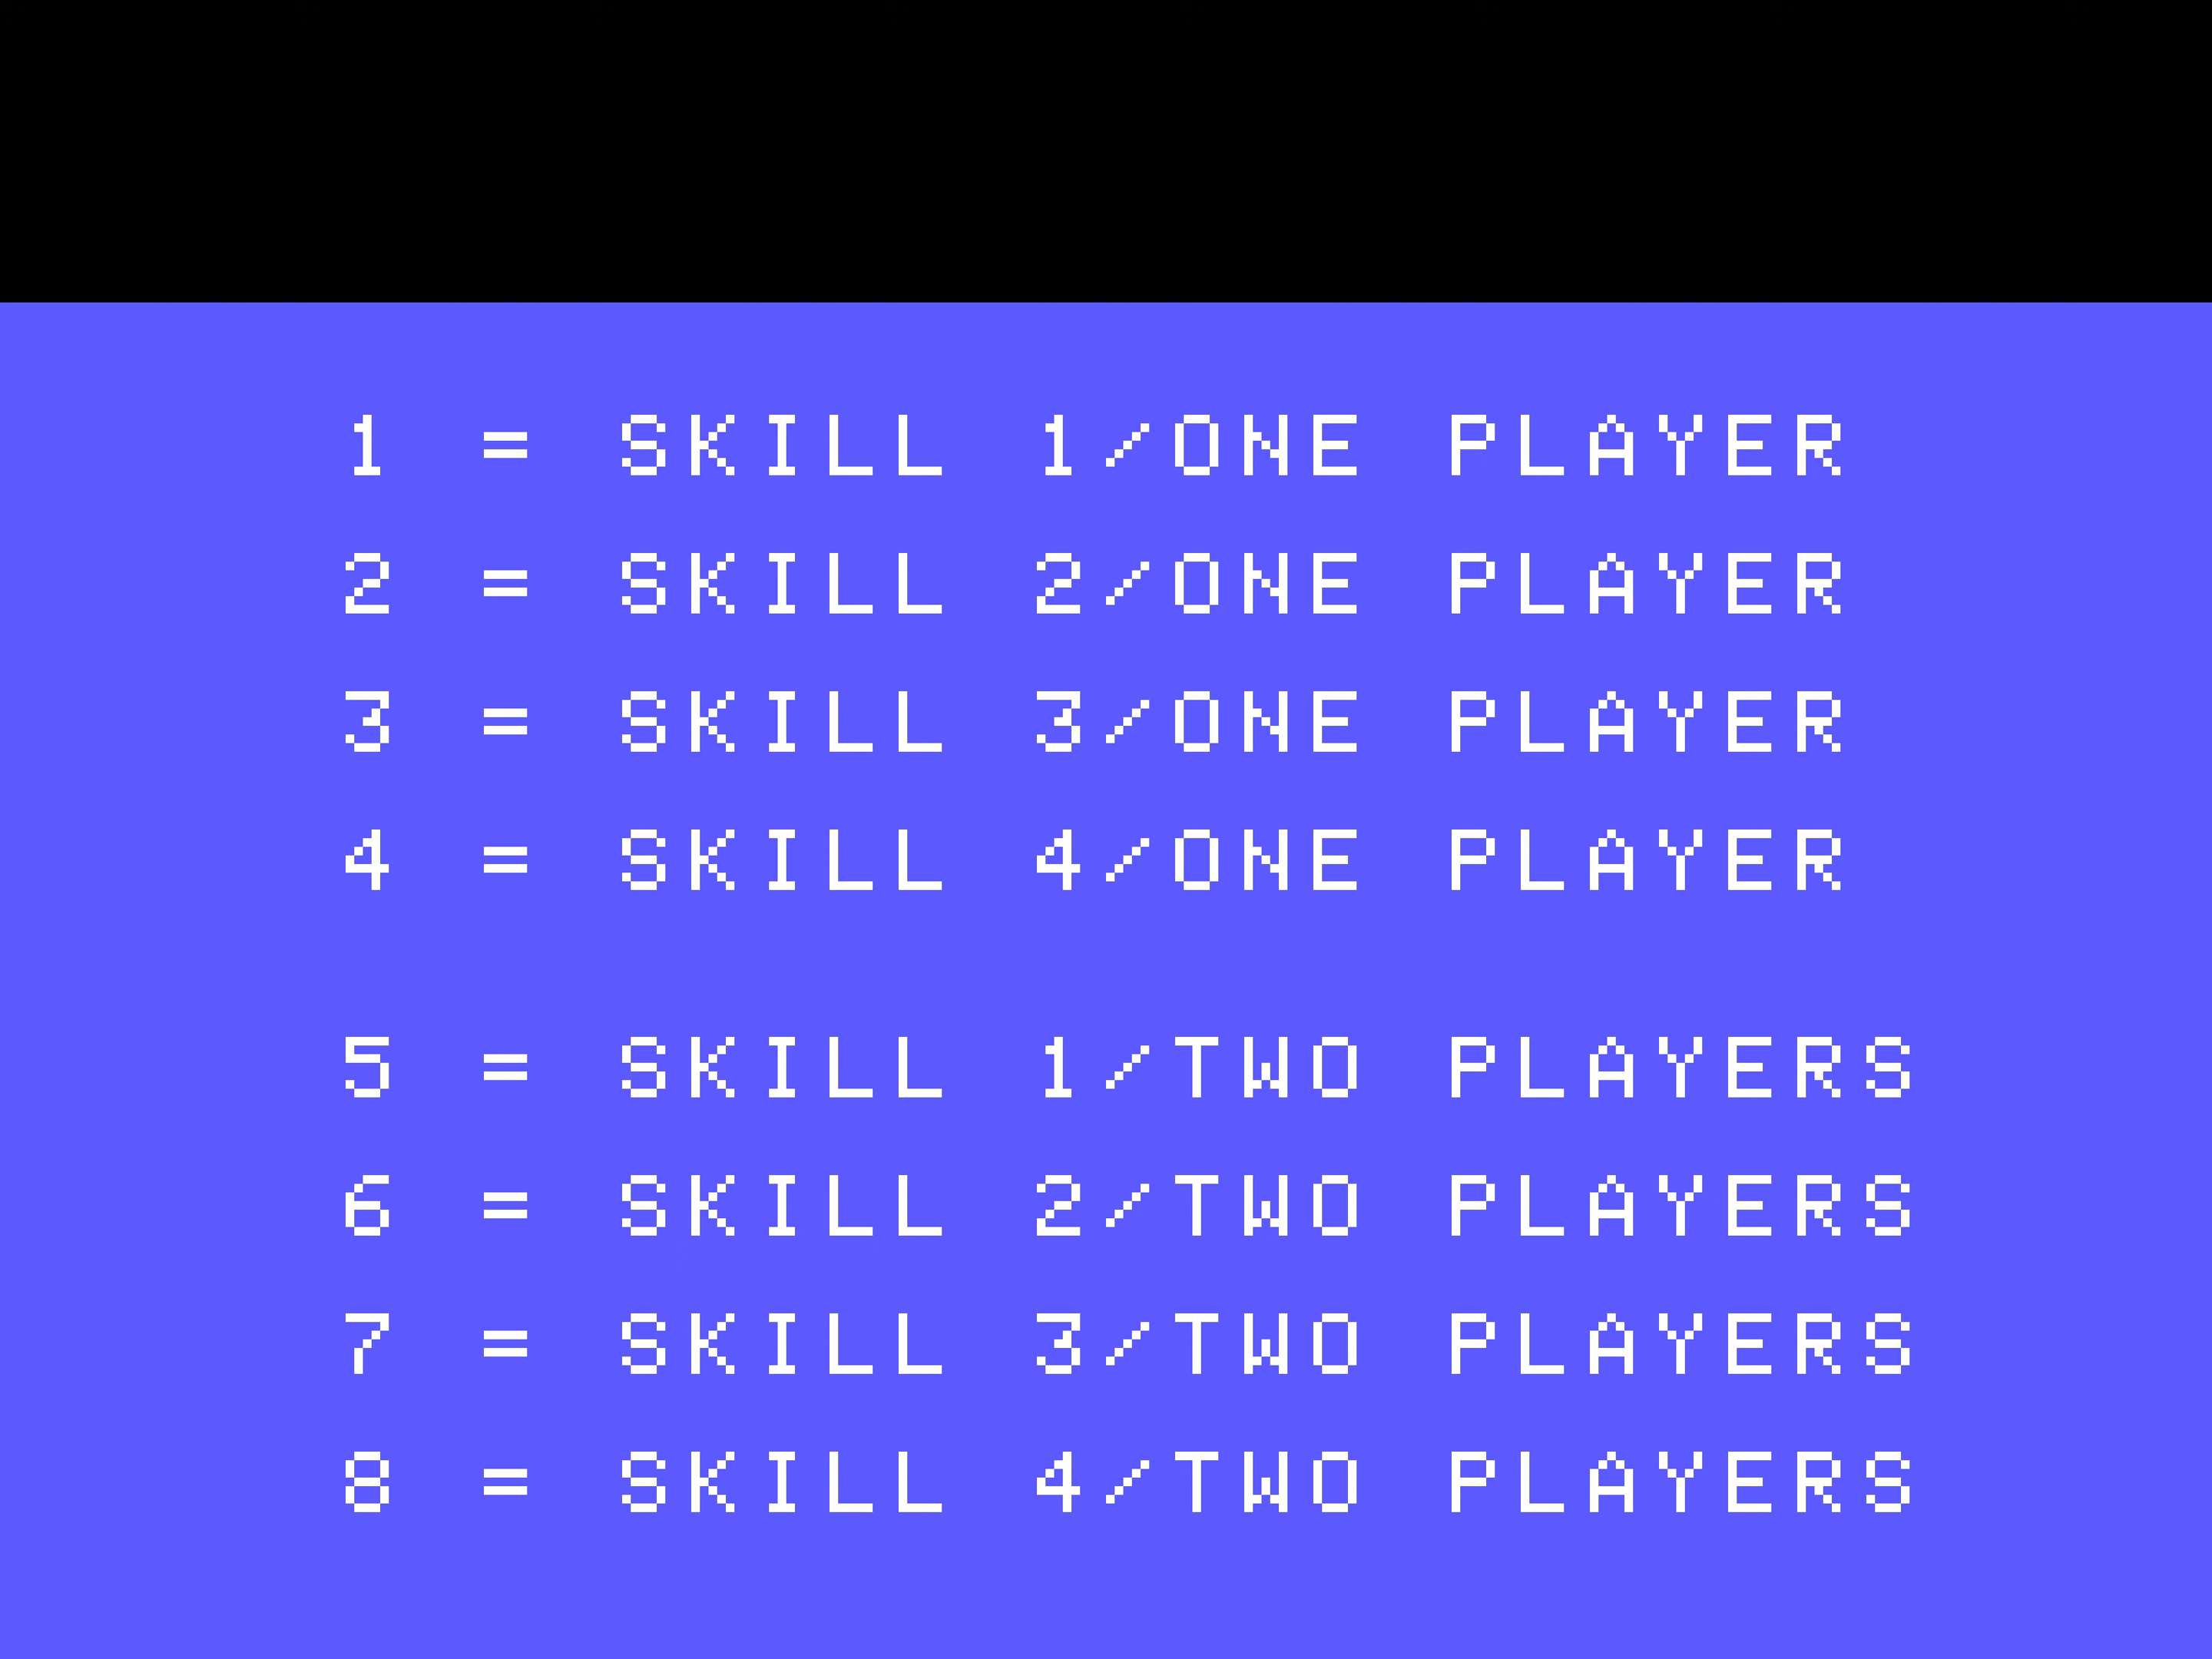 1 = SKILL 1/ONE PLAYER
2 = SKILL 2/ONE PLAYER
3 = SKILL 3/ONE PLAYER
4 = SKILL 4/ONE PLAYER
5 = SKILL 1/TWO PLAYERS
6 = SKILL 2/TWO PLAYERS
7 = SKILL 3/TWO PLAYERS
8 = SKILL 4/TWO PLAYERS